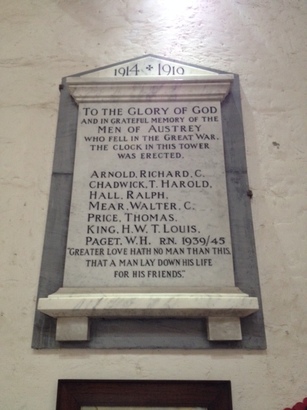 1914 ✤ 1919
TO THE GLORY OF GOD
AND IN GRATEFUL MEMORY OF THE
MEN OF AUSTREY
WHO FELL IN THE GREAT WAR,
THE CLOCK IN THIS TOWER
WAS ERECTED.
ARNOLD, RICHARD, C.
CHADWICK, T. HAROLD,
HALL, RALPH,
MEAR, WALTER, C.
PRICE, THOMAS.
KING, H.W.T. LOUIS,
PAGET, W.H. R.N. 1939/45
"GREATER LOVE HATH NO MAN THAN THIS,
THAT A MAN LAY DOWN HIS LIFE
FOR HIS FRIENDS."